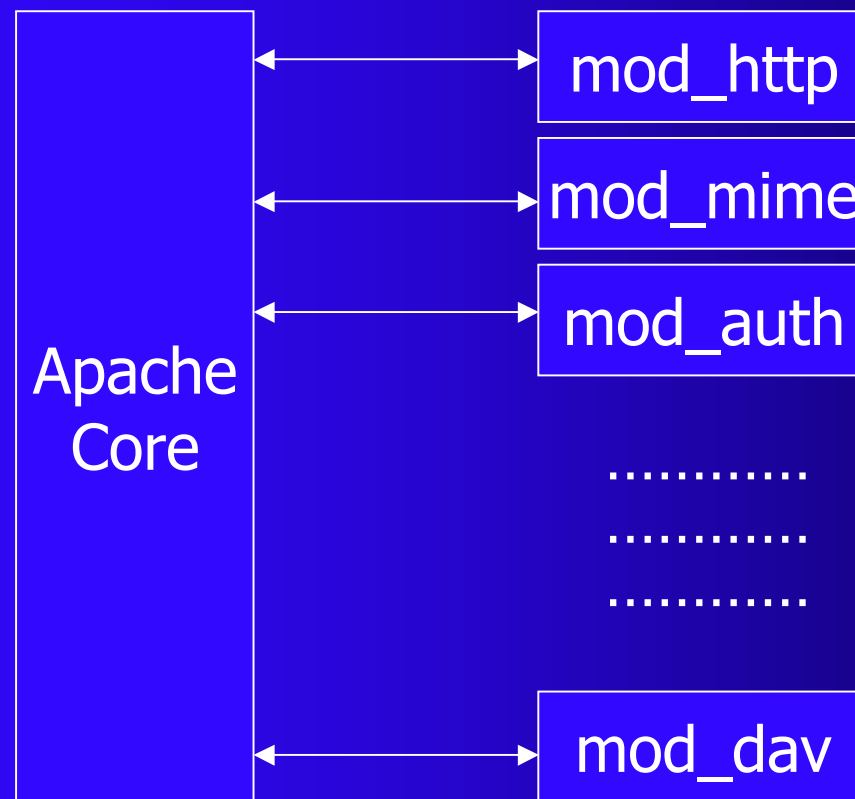 mod_http
mod_mime
mod_auth
Apache
Core
............
............
............
mod_dav